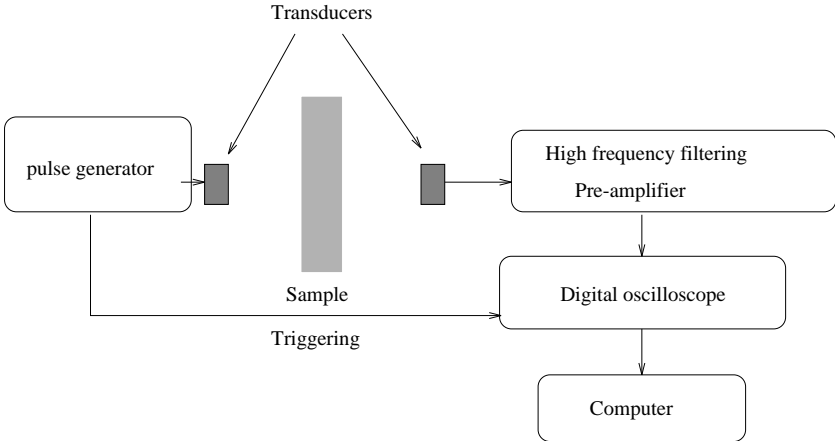 Transducers
pulse generator
High frequency filtering
Pre-amplifier
Sample
Digital oscilloscope
Triggering
Computer